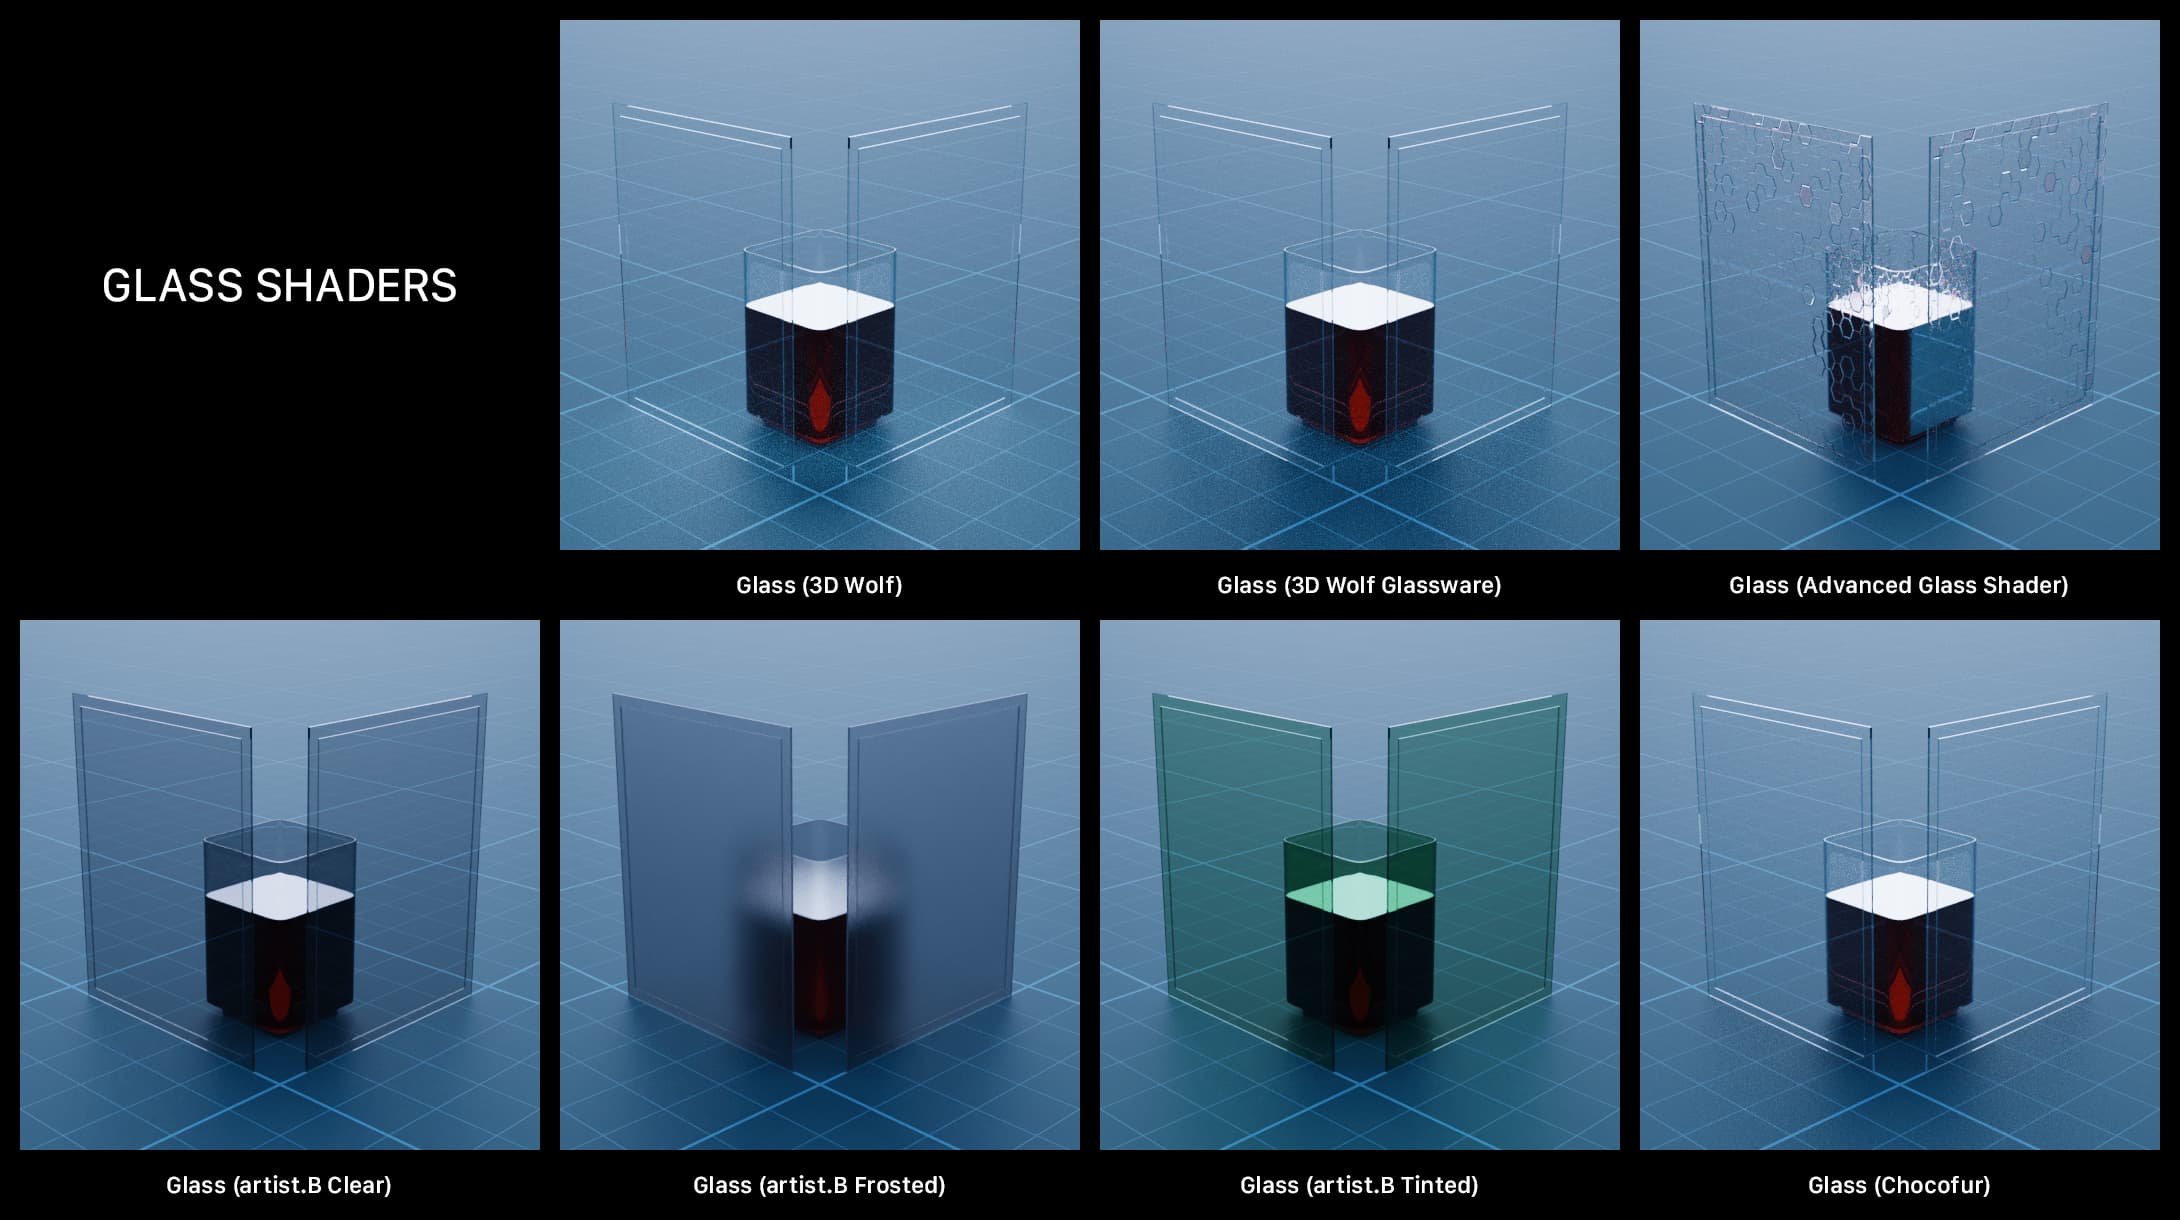 GLASS SHADERS
Glass (3D Wolf)
Glass (3D Wolf Glassware)
Glass (Advanced Glass Shader)
Glass (artist.B Clear)
Glass (artist.B Frosted)
Glass (artist.B Tinted)
Glass (Chocofur)